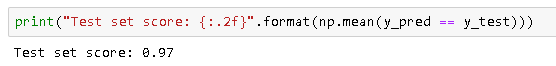 print("Test set score: {:.2f}".format(np.mean(y_pred == y_test)))
Test set score: 0.97